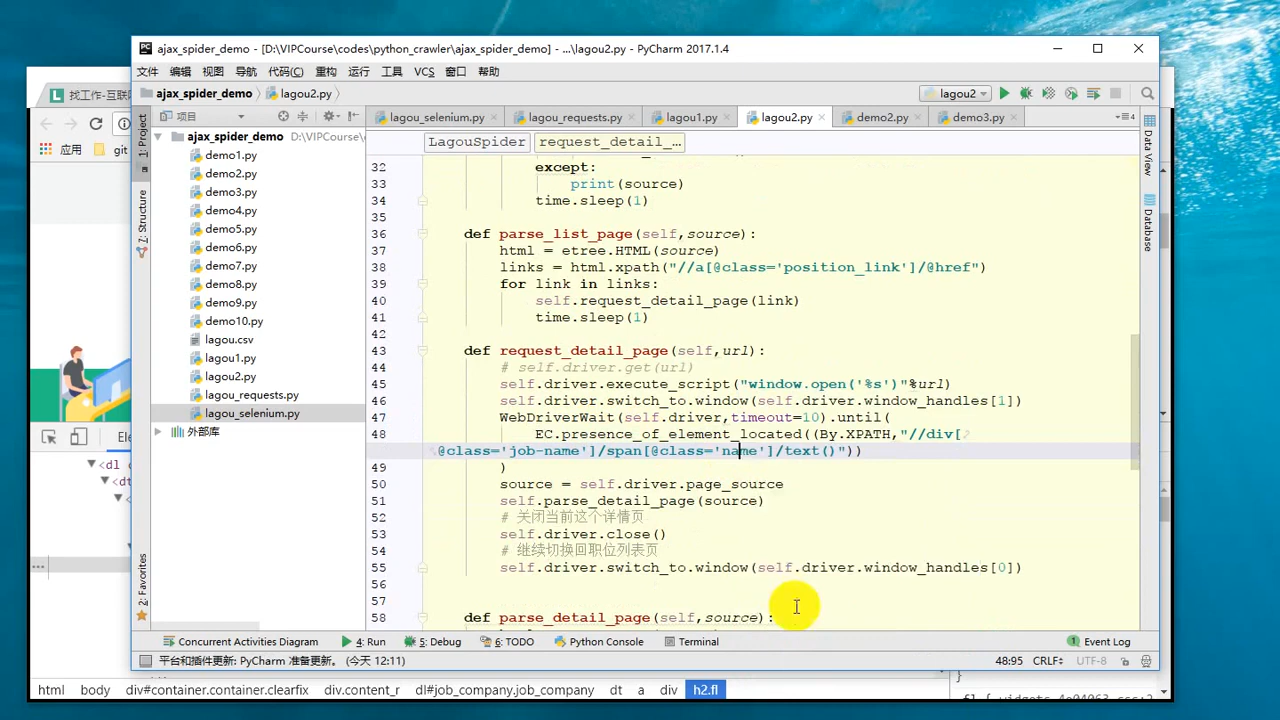 ajax_spider_demo - [D:\VIPCourse\codes\python_crawler\ajax_spider_demo] - ...\lagou2.py - PyCharm 2017.1.4
文件 编辑 视图 导航 代码(C) 重构 运行 工具 VCS 窗口 帮助
ajax_spider_demo lagou2.py lagou2
项目 lagou_selenium.py lagou_requests.py lagou1.py lagou2.py demo2.py demo3.py
LagouSpider request_detail_...
找工作-互联网
应用 git
1: Project
7: Structure
2: Favorites
Data View
Database
ajax_spider_demo D:\VIPCourse\
demo1.py
demo2.py
demo3.py
demo4.py
demo5.py
demo6.py
demo7.py
demo8.py
demo9.py
demo10.py
lagou.csv
lagou1.py
lagou2.py
lagou_requests.py
lagou_selenium.py
外部库
32 except:
33 print(source)
34 time.sleep(1)
35
36 def parse_list_page(self,source):
37 html = etree.HTML(source)
38 links = html.xpath("//a[@class='position_link']/@href")
39 for link in links:
40 self.request_detail_page(link)
41 time.sleep(1)
42
43 def request_detail_page(self,url):
44 # self.driver.get(url)
45 self.driver.execute_script("window.open('%s')"%url)
46 self.driver.switch_to.window(self.driver.window_handles[1])
47 WebDriverWait(self.driver,timeout=10).until(
48 EC.presence_of_element_located((By.XPATH,"//div[
@class='job-name']/span[@class='name']/text()"))
49 )
50 source = self.driver.page_source
51 self.parse_detail_page(source)
52 # 关闭当前这个详情页
53 self.driver.close()
54 # 继续切换回职位列表页
55 self.driver.switch_to.window(self.driver.window_handles[0])
56
57
58 def parse_detail_page(self,source):
Concurrent Activities Diagram 4: Run 5: Debug 6: TODO Python Console Terminal Event Log
平台和插件更新: PyCharm 准备更新。 (今天 12:11) 48:95 CRLF÷ UTF-8
Ele
<dl
<d
html body div#container.container.clearfix div.content_r dl#job_company.job_company dt a div h2.fl